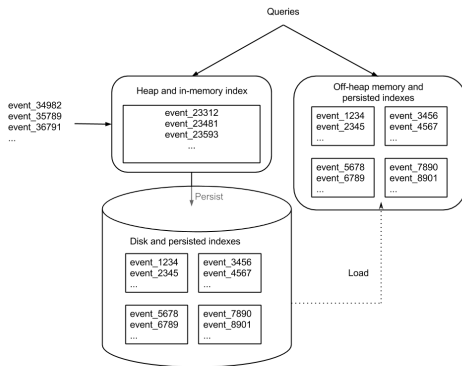 Queries
event_34982
event_35789
event_36791
...
Heap and in-memory index
event_23312
event_23481
event_23593
...
Off-heap memory and
persisted indexes
event_1234
event_2345
...
event_3456
event_4567
...
event_5678
event_6789
...
event_7890
event_8901
...
Persist
Disk and persisted indexes
event_1234
event_2345
...
event_3456
event_4567
...
event_5678
event_6789
...
event_7890
event_8901
...
Load